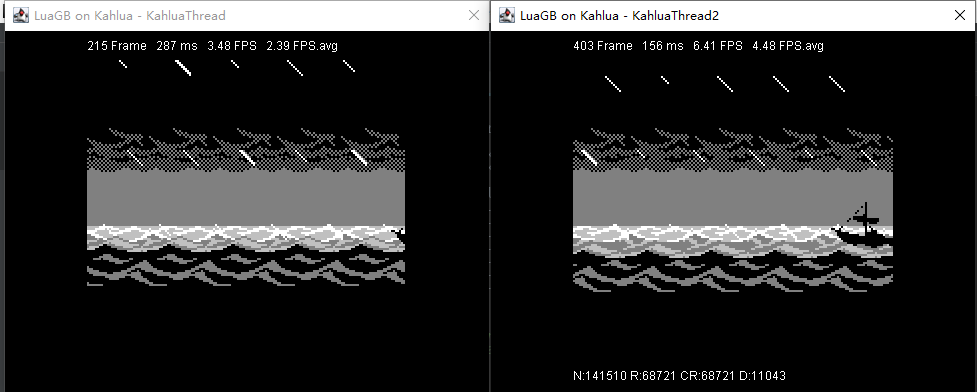 LuaGB on Kahlua - KahluaThread
215 Frame 287 ms 3.48 FPS 2.39 FPS.avg
LuaGB on Kahlua - KahluaThread2
403 Frame 156 ms 6.41 FPS 4.48 FPS.avg
N:141510 R:68721 CR:68721 D:11043